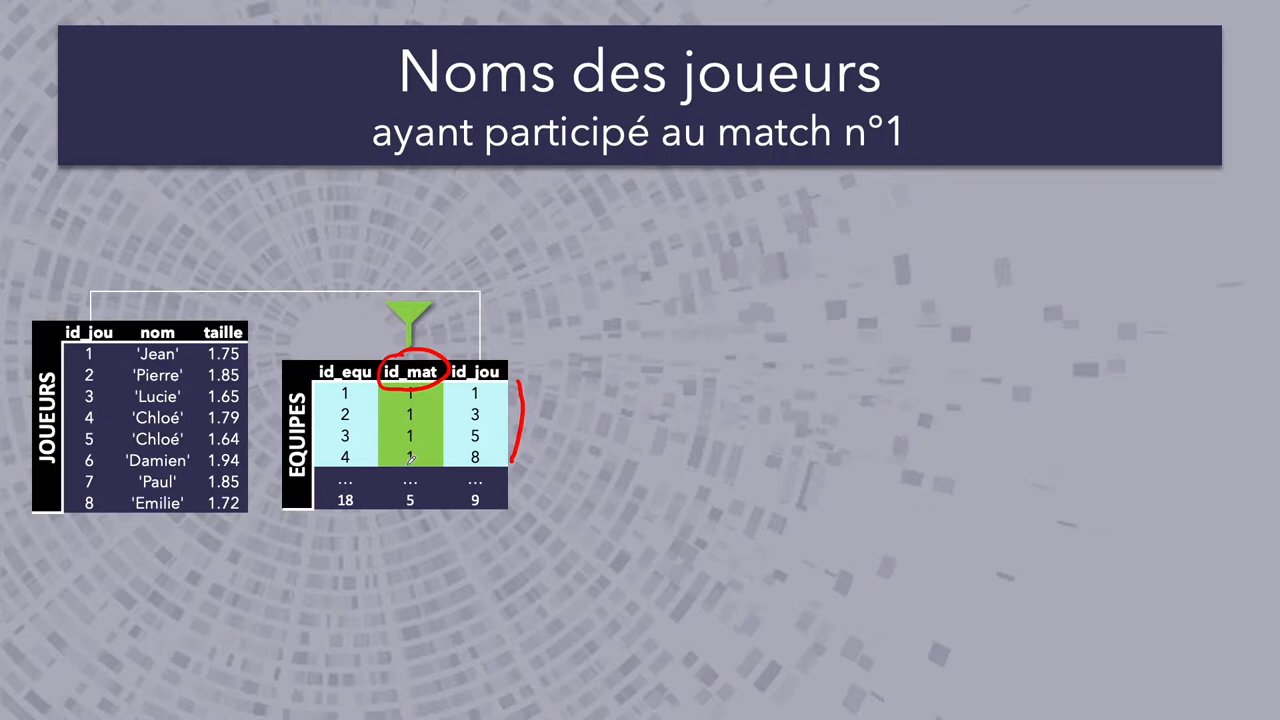 Noms des joueurs
ayant participé au match n°1
JOUEURS
id_jou nom taille
1 'Jean' 1.75
2 'Pierre' 1.85
3 'Lucie' 1.65
4 'Chloé' 1.79
5 'Chloé' 1.64
6 'Damien' 1.94
7 'Paul' 1.85
8 'Emilie' 1.72
EQUIPES
id_equ id_mat id_jou
1 1 1
2 1 3
3 1 5
4 1 8
... ... ...
18 5 9